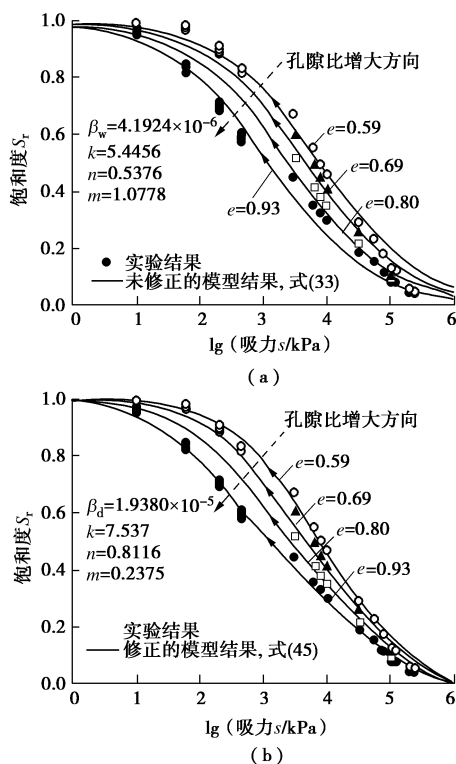 (a)
孔隙比增大方向
βw=4.1924×10⁻⁶
k=5.4456
n=0.5376
m=1.0778
e=0.59
e=0.69
e=0.80
e=0.93
实验结果
未修正的模型结果, 式(33)
饱和度Sr
1.0
0.8
0.6
0.4
0.2
0.0
0 1 2 3 4 5 6
lg (吸力s/kPa)
(a)
孔隙比增大方向
βd=1.9380×10⁻⁵
k=7.537
n=0.8116
m=0.2375
e=0.59
e=0.69
e=0.80
e=0.93
实验结果
修正的模型结果, 式(45)
饱和度Sr
1.0
0.8
0.6
0.4
0.2
0.0
0 1 2 3 4 5 6
lg (吸力s/kPa)
(b)